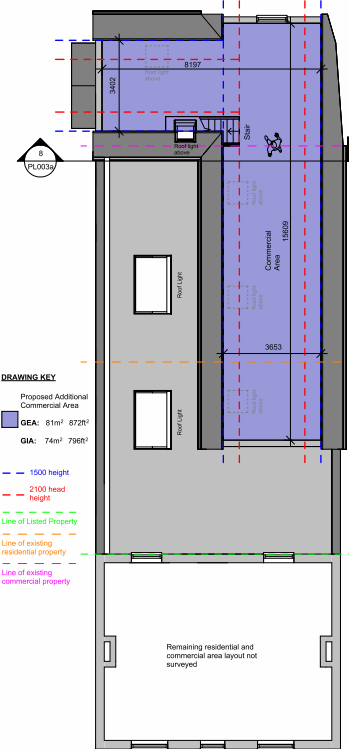 8197
3402
Roof light
above
Roof light
above
Stair
8
PL003a
Roof light
above
Commercial
Area
15609
Roof Light
Roof light
above
3653
Roof light
above
Roof Light
DRAWING KEY
Proposed Additional
Commercial Area
GEA: 81m² 872ft²
GIA: 74m² 796ft²
1500 height
2100 head
height
Line of Listed Property
Line of existing
residential property
Line of existing
commercial property
Remaining residential and
commercial area layout not
surveyed